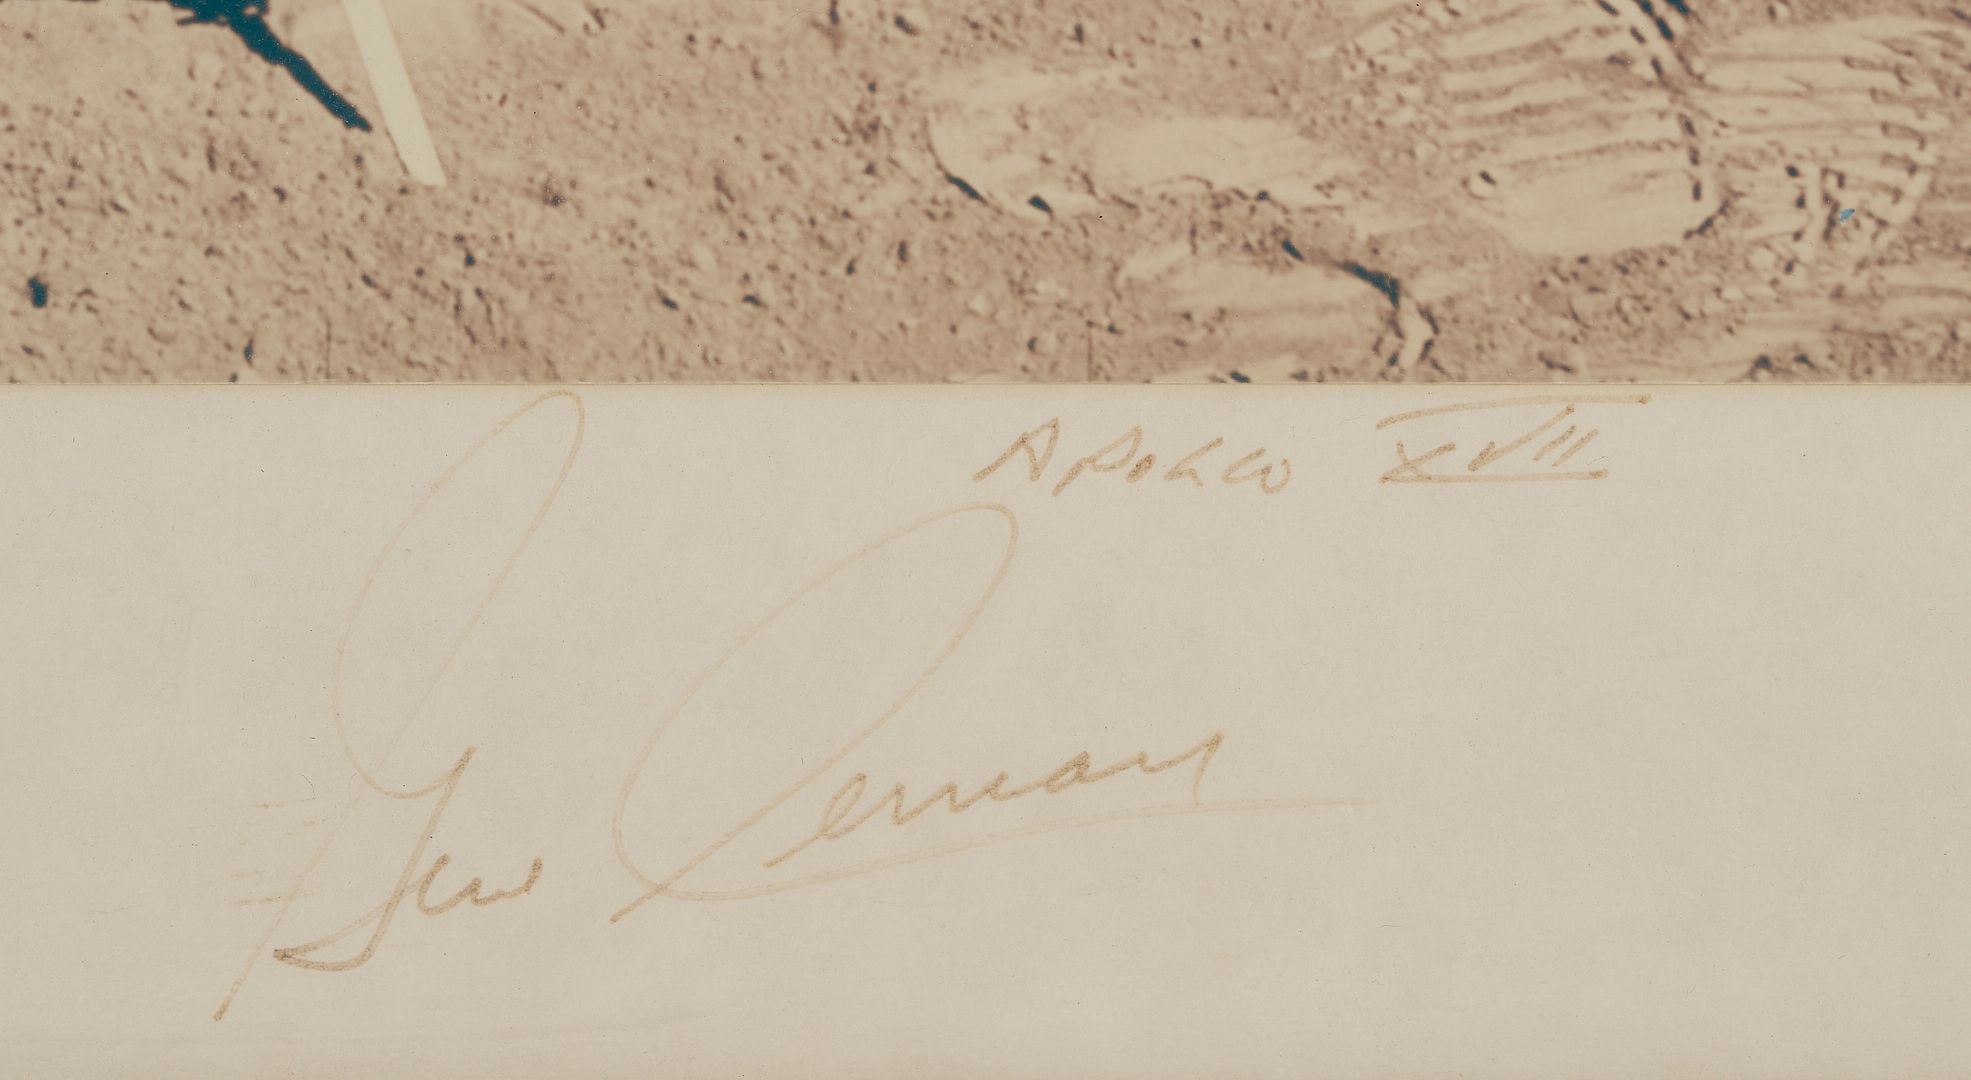 APOLLO XVII
Gene Cernan